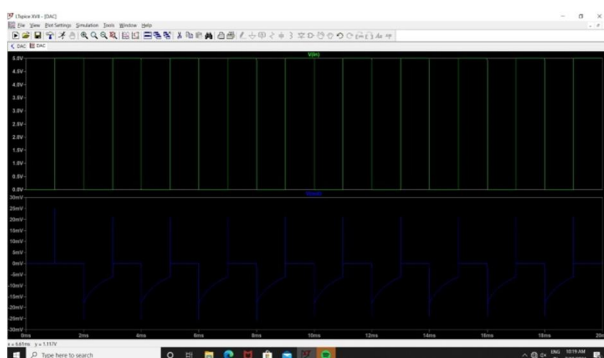 LTspice XVII - [DAC]
File View Plot Settings Simulation Tools Window Help
DAC DAC
V(in)
5.0V
4.5V
4.0V
3.5V
3.0V
2.5V
2.0V
1.5V
1.0V
0.5V
0.0V
30mV
25mV
20mV
15mV
10mV
5mV
0mV
-5mV
-10mV
-15mV
-20mV
-25mV
-30mV
0ms 2ms 4ms 6ms 8ms 10ms 12ms 14ms 16ms 18ms
Type here to search
ENG 10:19 AM